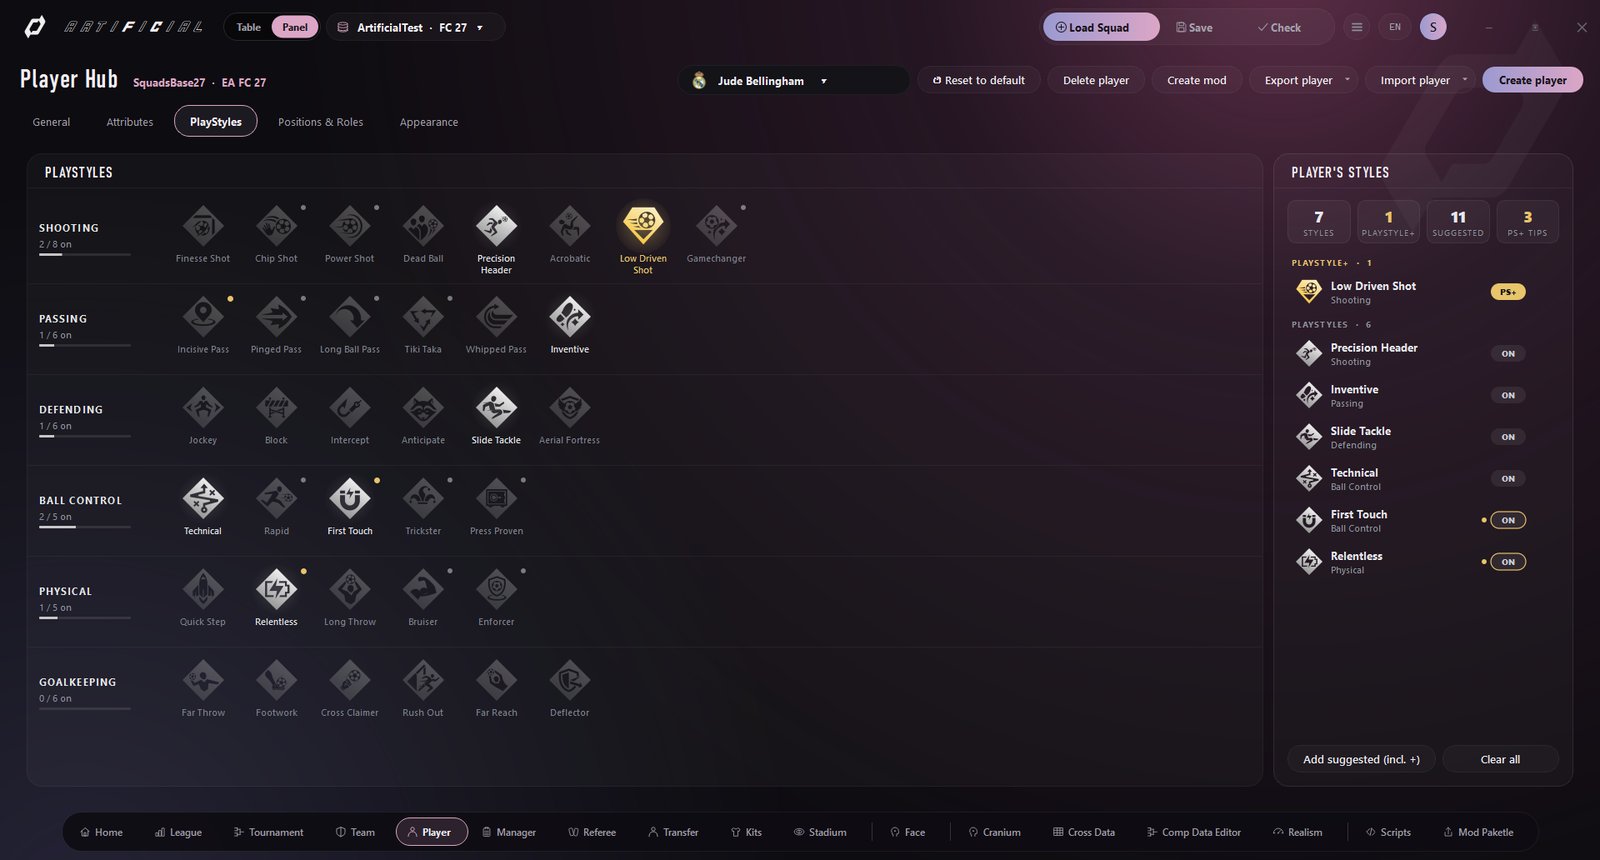 ARTIFICIAL
Table
Panel
ArtificialTest · FC 27
Load Squad
Save
Check
EN
S
Player Hub
SquadsBase27 · EA FC 27
Jude Bellingham
Reset to default
Delete player
Create mod
Export player
Import player
Create player
General
Attributes
PlayStyles
Positions & Roles
Appearance
PLAYSTYLES
SHOOTING
2 / 8 on
Finesse Shot
Chip Shot
Power Shot
Dead Ball
Precision
Header
Acrobatic
Low Driven
Shot
Gamechanger
PASSING
1 / 6 on
Incisive Pass
Pinged Pass
Long Ball Pass
Tiki Taka
Whipped Pass
Inventive
DEFENDING
1 / 6 on
Jockey
Block
Intercept
Anticipate
Slide Tackle
Aerial Fortress
BALL CONTROL
2 / 5 on
Technical
Rapid
First Touch
Trickster
Press Proven
PHYSICAL
1 / 5 on
Quick Step
Relentless
Long Throw
Bruiser
Enforcer
GOALKEEPING
0 / 6 on
Far Throw
Footwork
Cross Claimer
Rush Out
Far Reach
Deflector
PLAYER'S STYLES
7
STYLES
1
PLAYSTYLE+
11
SUGGESTED
3
PS+ TIPS
PLAYSTYLE+ · 1
Low Driven Shot
Shooting
PS+
PLAYSTYLES · 6
Precision Header
Shooting
ON
Inventive
Passing
ON
Slide Tackle
Defending
ON
Technical
Ball Control
ON
First Touch
Ball Control
ON
Relentless
Physical
ON
Add suggested (incl. +)
Clear all
Home
League
Tournament
Team
Player
Manager
Referee
Transfer
Kits
Stadium
Face
Cranium
Cross Data
Comp Data Editor
Realism
Scripts
Mod Paketle